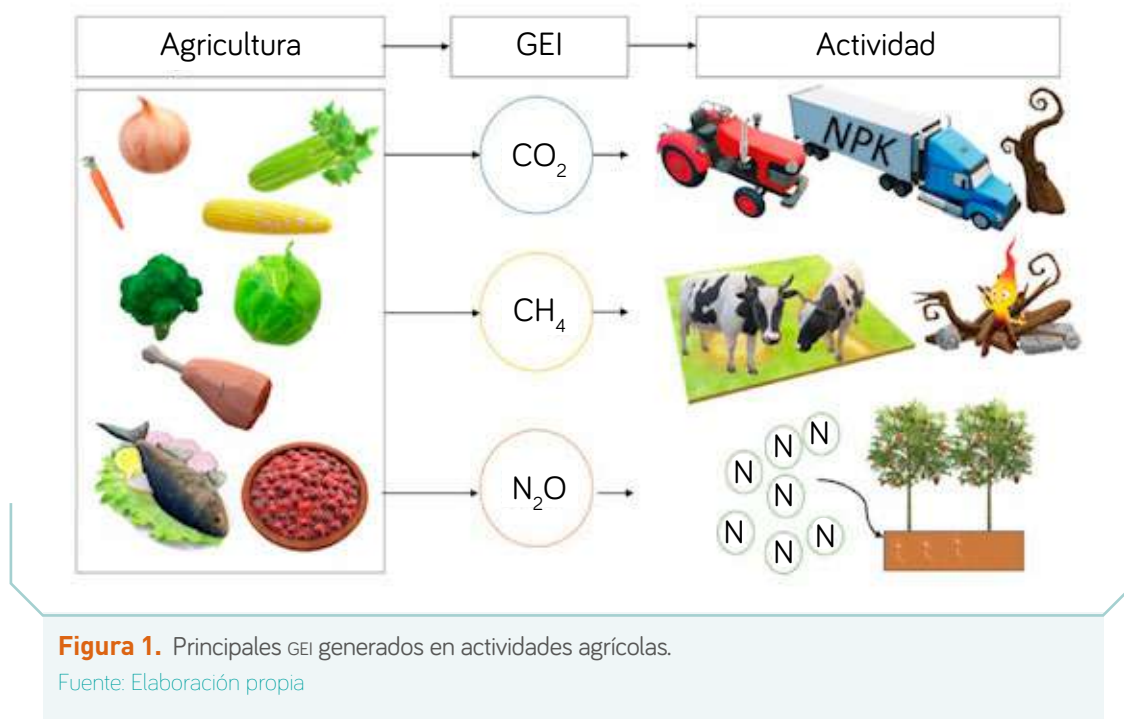 Agricultura
GEI
Actividad
CO₂
NPK
CH₄
N₂O
N
N
N
N
N
N
N
Figura 1. Principales GEI generados en actividades agrícolas.
Fuente: Elaboración propia